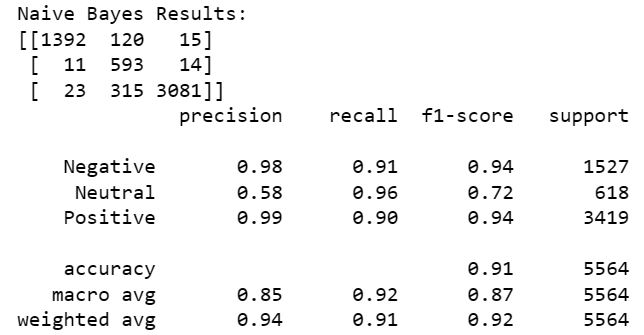 Naive Bayes Results:
[[1392  120   15]
 [  11  593   14]
 [  23  315 3081]]
              precision    recall  f1-score   support

    Negative       0.98      0.91      0.94      1527
     Neutral       0.58      0.96      0.72       618
    Positive       0.99      0.90      0.94      3419

    accuracy                           0.91      5564
   macro avg       0.85      0.92      0.87      5564
weighted avg       0.94      0.91      0.92      5564